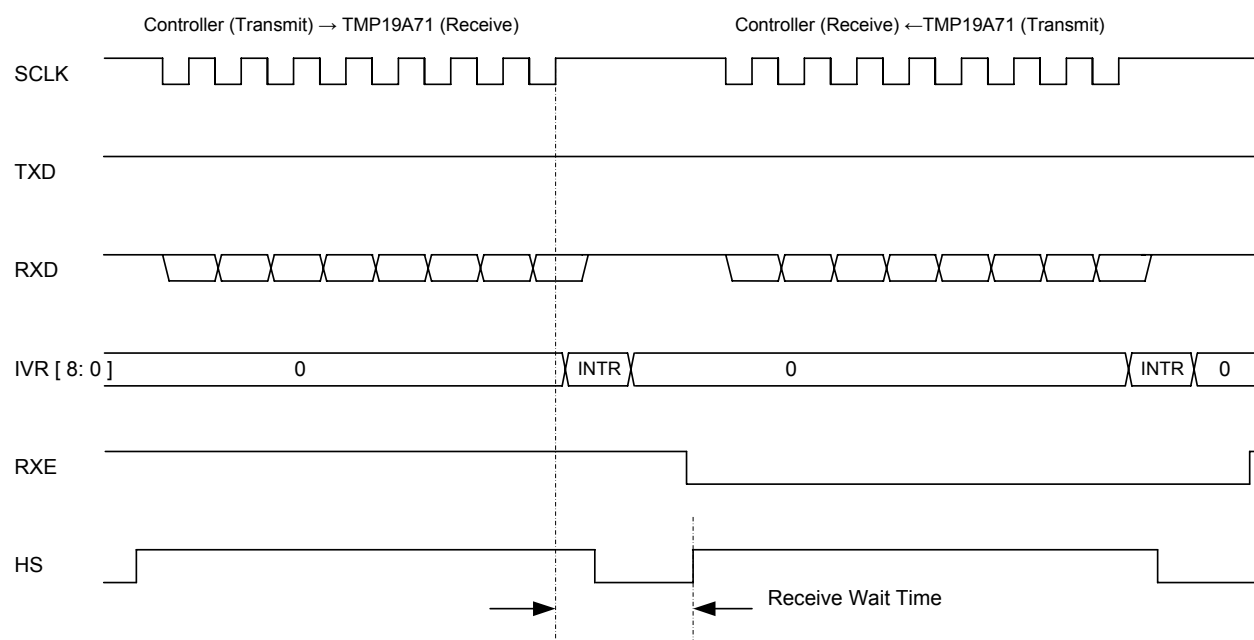 Controller (Transmit) → TMP19A71 (Receive)
Controller (Receive) ←TMP19A71 (Transmit)
SCLK
TXD
RXD
IVR [ 8: 0 ]
0
INTR
0
INTR
0
RXE
HS
Receive Wait Time